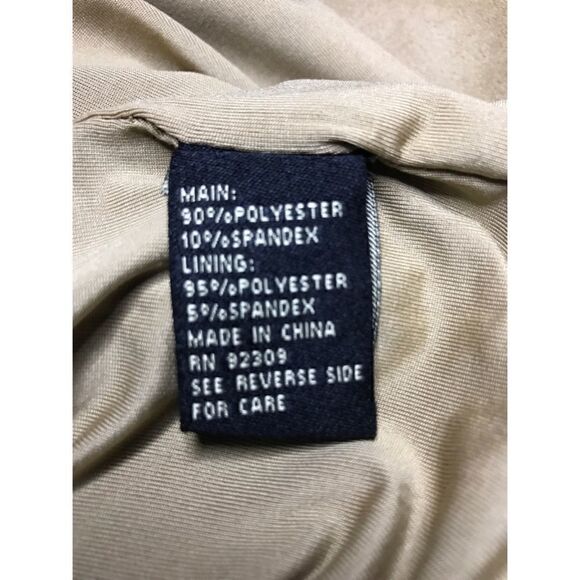 MAIN:
90%POLYESTER
10%SPANDEX
LINING:
95%POLYESTER
5%SPANDEX
MADE IN CHINA
RN 92309
SEE REVERSE SIDE
FOR CARE